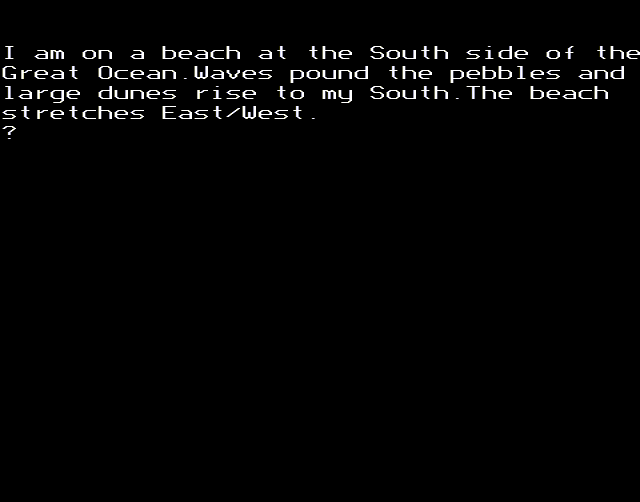 I am on a beach at the South side of the
Great Ocean.Waves pound the pebbles and
large dunes rise to my South.The beach
stretches East/West.
?